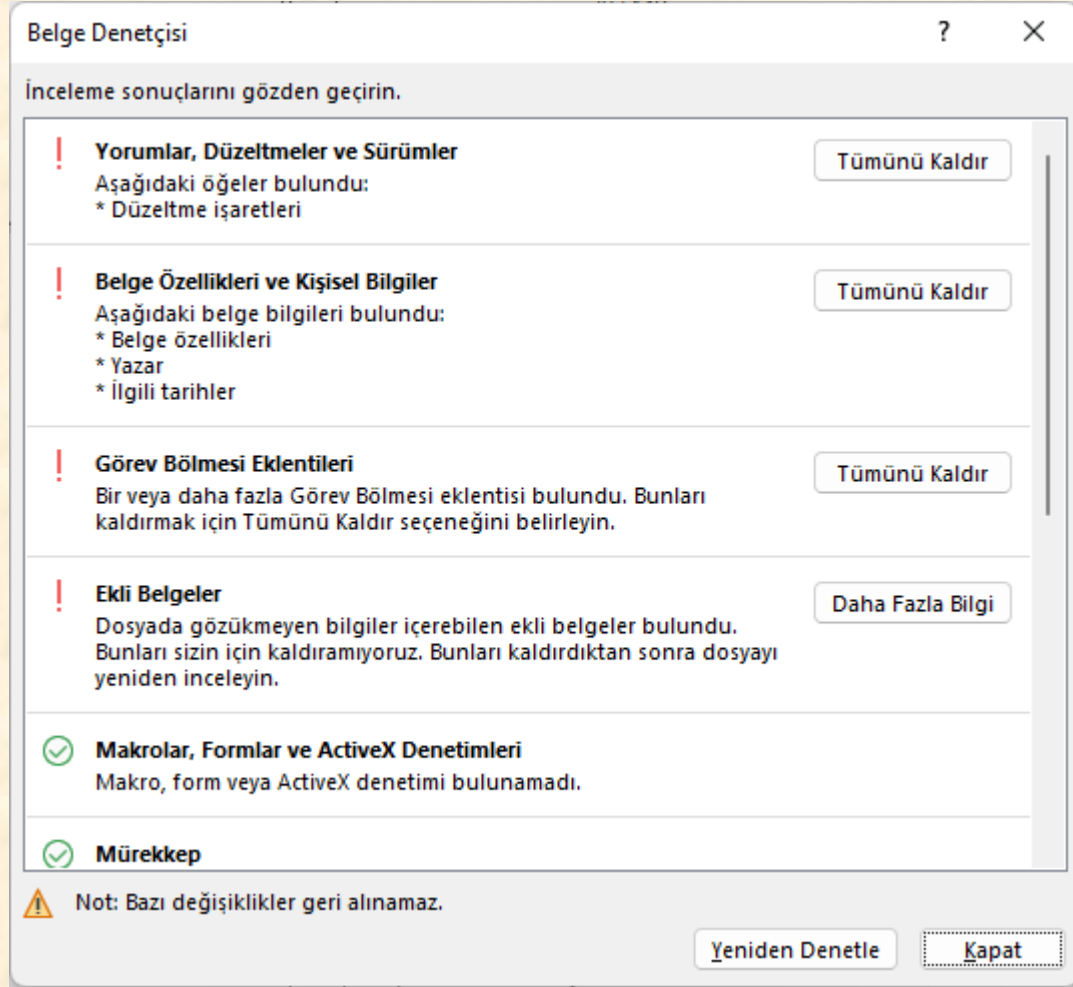 Belge Denetçisi
İnceleme sonuçlarını gözden geçirin.
Yorumlar, Düzeltmeler ve Sürümler
Tümünü Kaldır
Aşağıdaki öğeler bulundu:
* Düzeltme işaretleri
Belge Özellikleri ve Kişisel Bilgiler
Tümünü Kaldır
Aşağıdaki belge bilgileri bulundu:
* Belge özellikleri
* Yazar
* İlgili tarihler
Görev Bölmesi Eklentileri
Tümünü Kaldır
Bir veya daha fazla Görev Bölmesi eklentisi bulundu. Bunları
kaldırmak için Tümünü Kaldır seçeneğini belirleyin.
Ekli Belgeler
Daha Fazla Bilgi
Dosyada gözükmeyen bilgiler içerebilen ekli belgeler bulundu.
Bunları sizin için kaldıramıyoruz. Bunları kaldırdıktan sonra dosyayı
yeniden inceleyin.
Makrolar, Formlar ve ActiveX Denetimleri
Makro, form veya ActiveX denetimi bulunamadı.
Mürekkep
Not: Bazı değişiklikler geri alınamaz.
Yeniden Denetle
Kapat